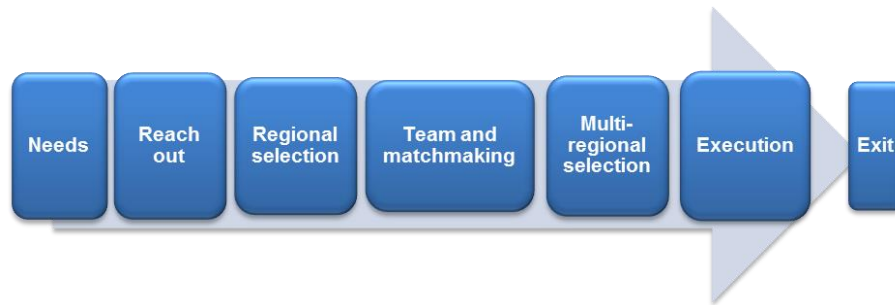 Needs
Reach
out
Regional
selection
Team and
matchmaking
Multi-
regional
selection
Execution
Exit